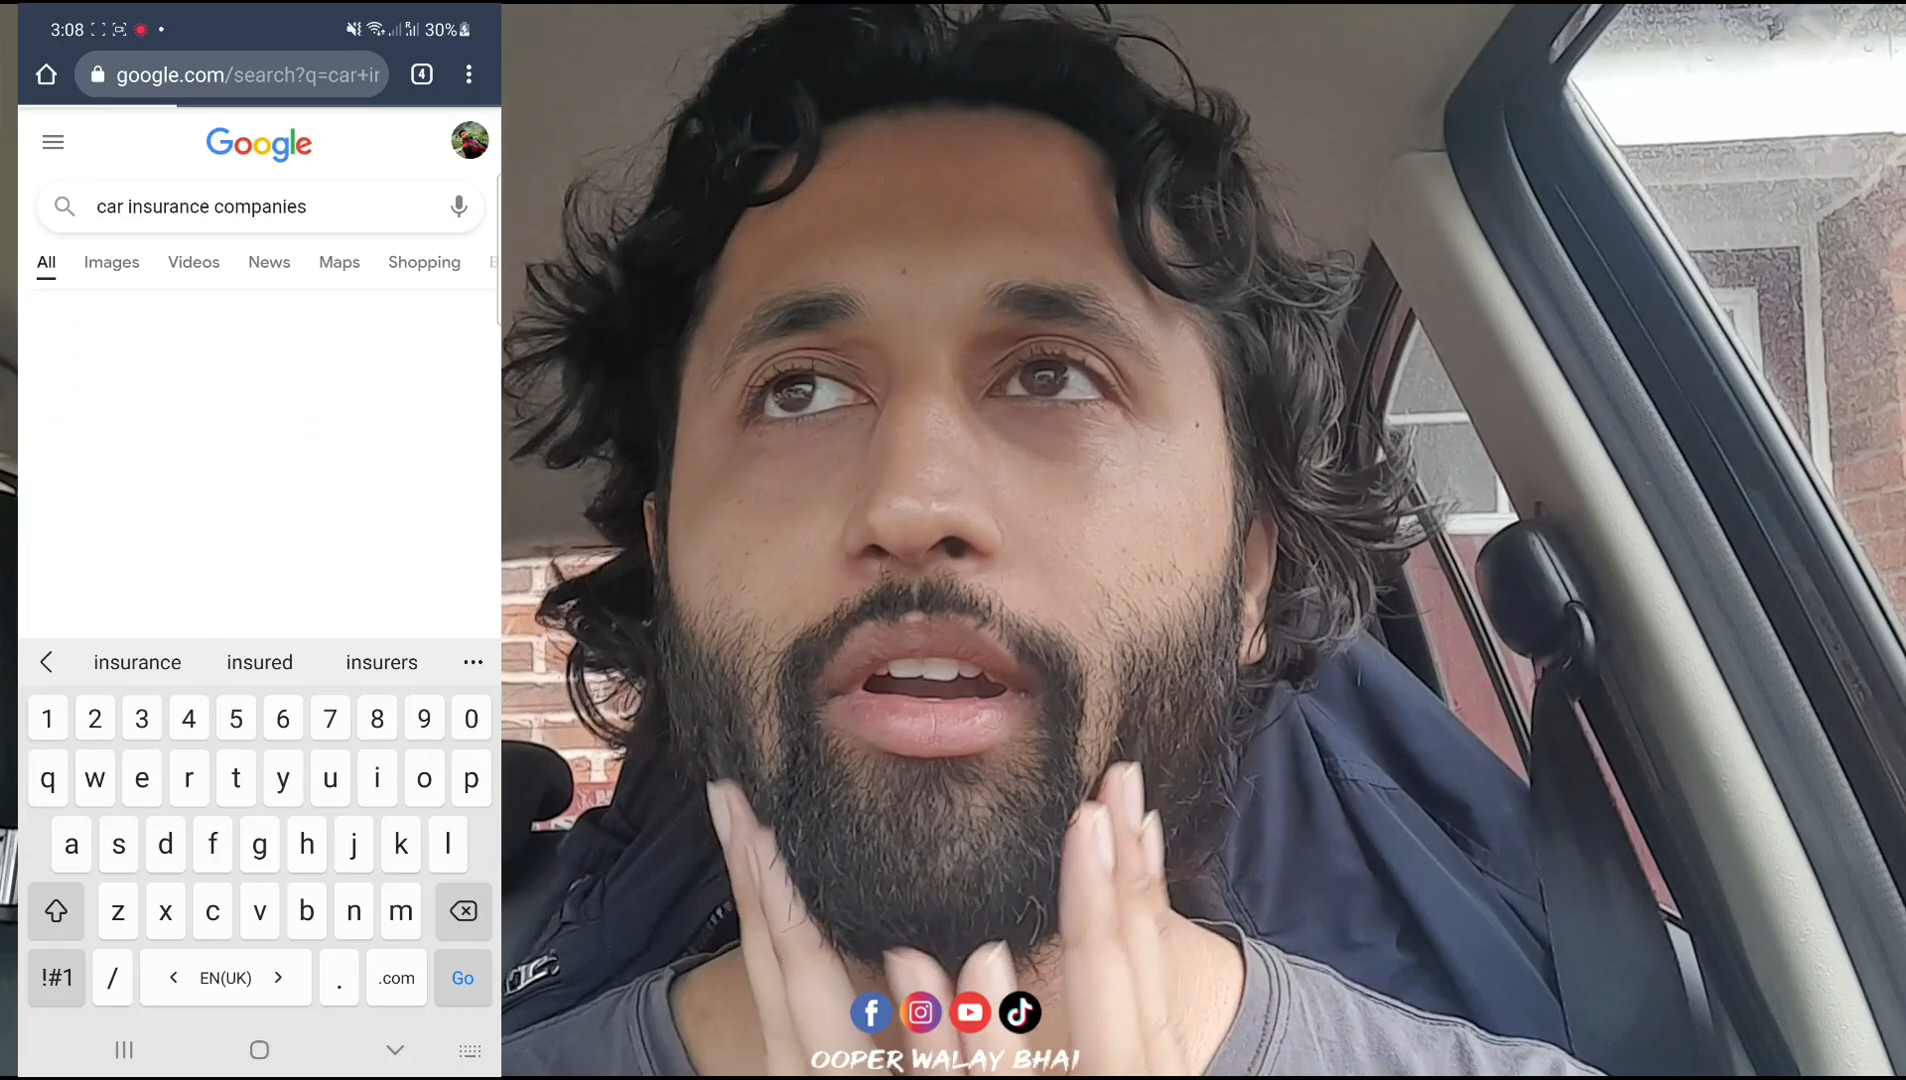 3:08 30%
google.com/search?q=car+ir
4
Google
car insurance companies
All Images Videos News Maps Shopping
insurance insured insurers
1 2 3 4 5 6 7 8 9 0
q w e r t y u i o p
a s d f g h j k l
z x c v b n m
!#1 / < EN(UK) > . .com Go
OOPER WALAY BHAI